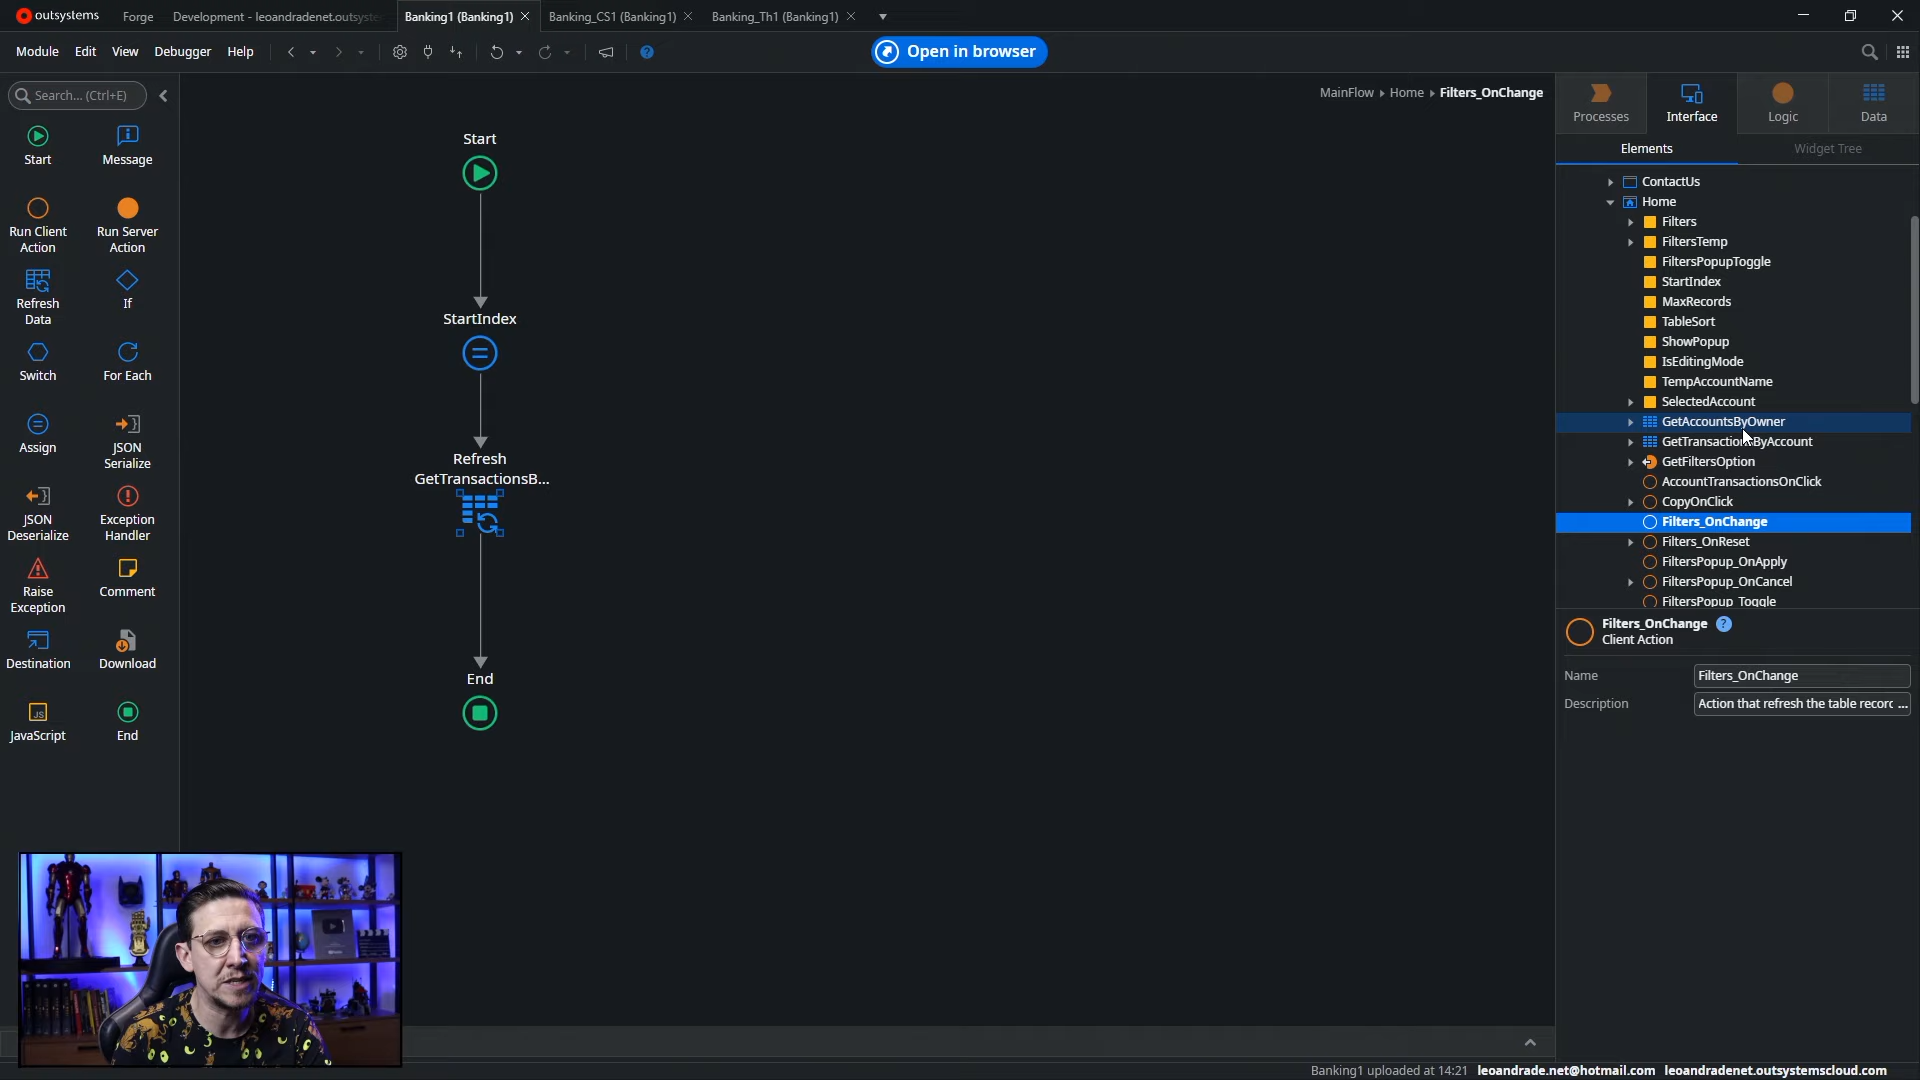 outsystems
Forge
Development - leoandradenet.outsyste
Banking1 (Banking1)
Banking_CS1 (Banking1)
Banking_Th1 (Banking1)
Module
Edit
View
Debugger
Help
Open in browser
Search... (Ctrl+E)
MainFlow
Home
Filters_OnChange
Processes
Interface
Logic
Data
Elements
Widget Tree
Start
Message
Run Client
Action
Run Server
Action
Refresh
Data
If
Switch
For Each
Assign
JSON
Serialize
JSON
Deserialize
Exception
Handler
Raise
Exception
Comment
Destination
Download
JavaScript
End
Start
StartIndex
Refresh
GetTransactionsB...
End
ContactUs
Home
Filters
FiltersTemp
FiltersPopupToggle
StartIndex
MaxRecords
TableSort
ShowPopup
IsEditingMode
TempAccountName
SelectedAccount
GetAccountsByOwner
GetTransactionsByAccount
GetFiltersOption
AccountTransactionsOnClick
CopyOnClick
Filters_OnChange
Filters_OnReset
FiltersPopup_OnApply
FiltersPopup_OnCancel
FiltersPopup_Toggle
Filters_OnChange
Client Action
Name
Filters_OnChange
Description
Action that refresh the table recorc ...
Banking1 uploaded at 14:21
leoandrade.net@hotmail.com
leoandradenet.outsystemscloud.com